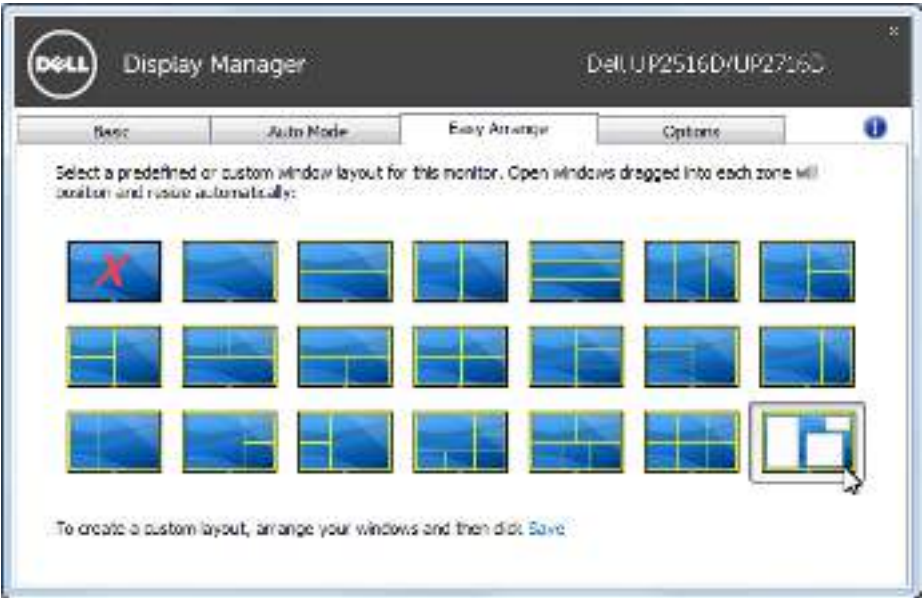 DELL
Display Manager
Dell UP2516D/UP2716D
Basic
Auto Mode
Easy Arrange
Options
Select a predefined or custom window layout for this monitor. Open windows dragged into each zone will
position and resize automatically:
To create a custom layout, arrange your windows and then click Save